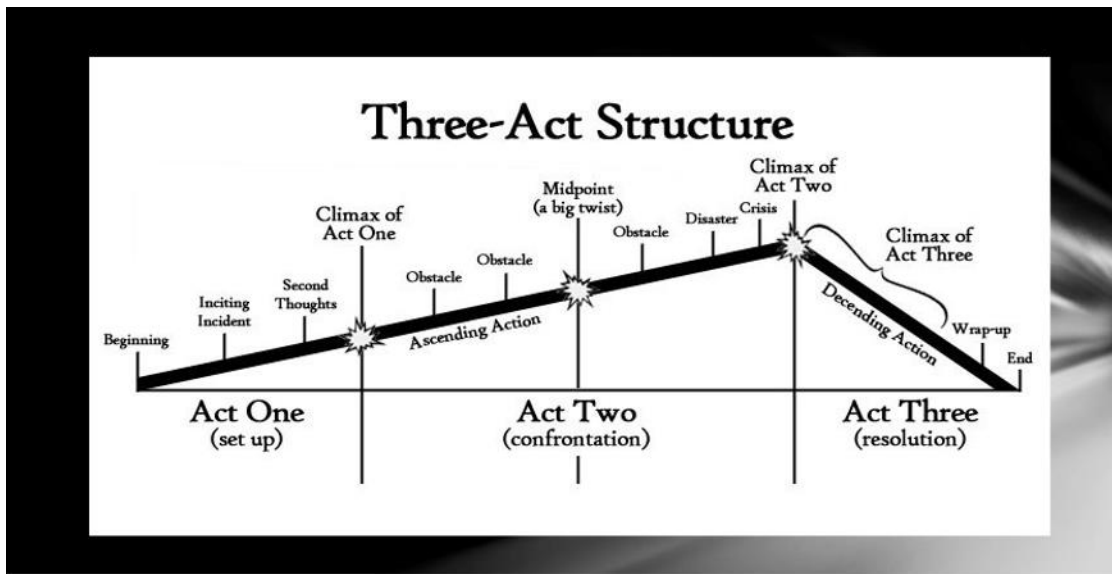 Three-Act Structure
Beginning
Inciting
Incident
Second
Thoughts
Climax of
Act One
Obstacle
Obstacle
Ascending Action
Midpoint
(a big twist)
Obstacle
Disaster
Crisis
Climax of
Act Two
Climax of
Act Three
Decending Action
Wrap-up
End
Act One
(set up)
Act Two
(confrontation)
Act Three
(resolution)